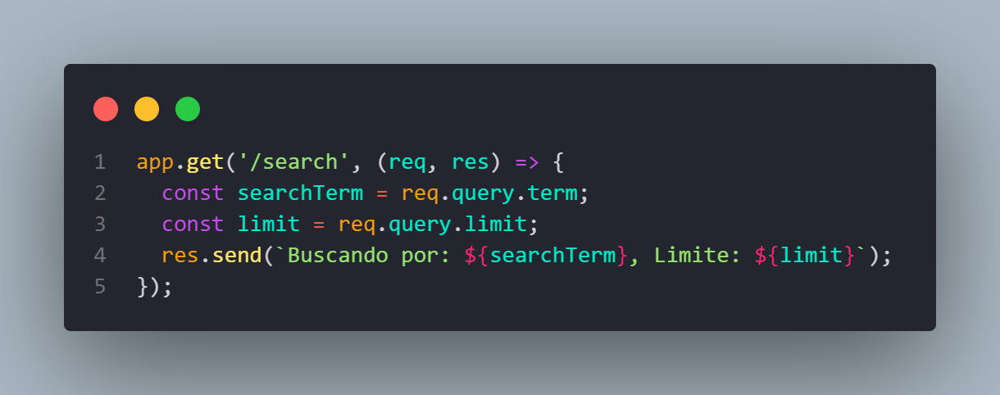 1 app.get('/search', (req, res) => {
2   const searchTerm = req.query.term;
3   const limit = req.query.limit;
4   res.send(`Buscando por: ${searchTerm}, Limite: ${limit}`);
5 });